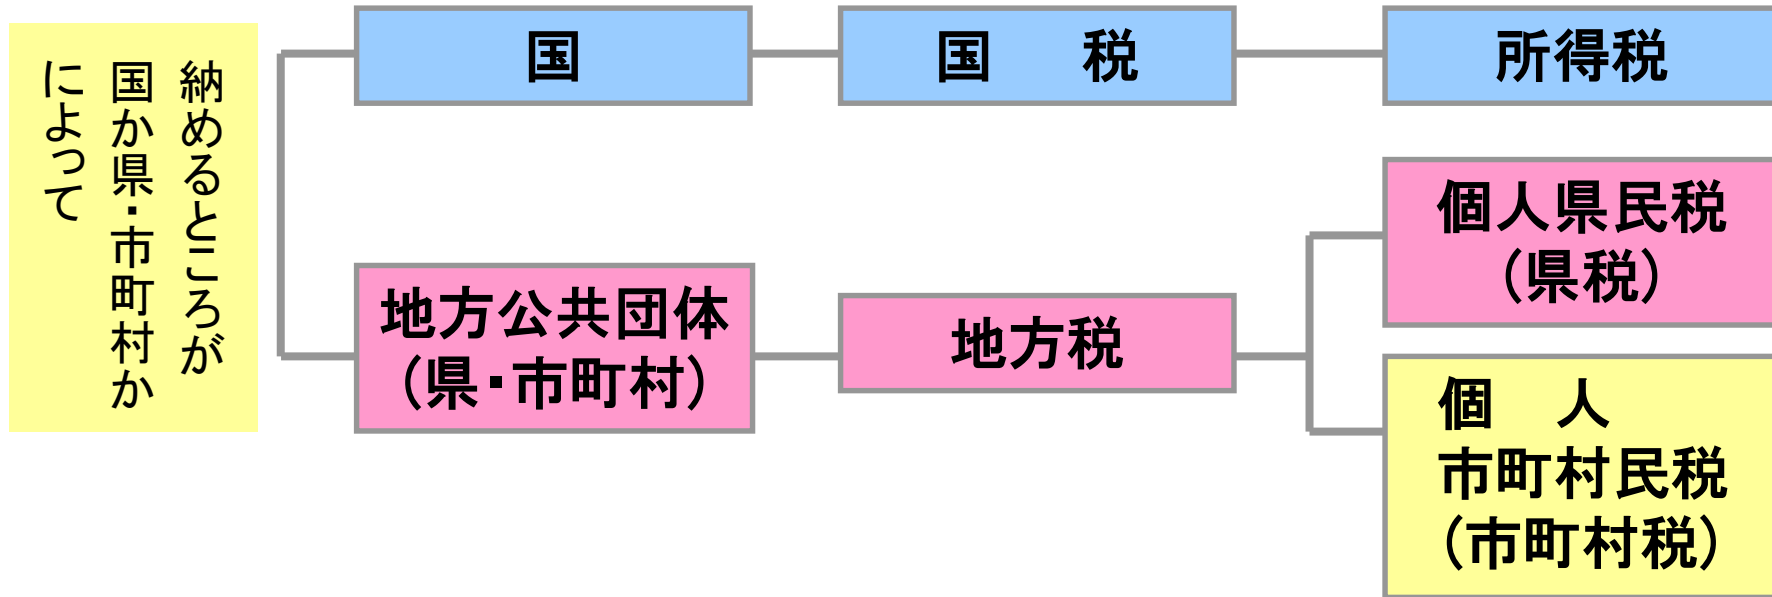 納めるところが
国か県・市町村か
によって
国
国　税
所得税
地方公共団体
（県・市町村）
地方税
個人県民税
（県税）
個　人
市町村民税
（市町村税）